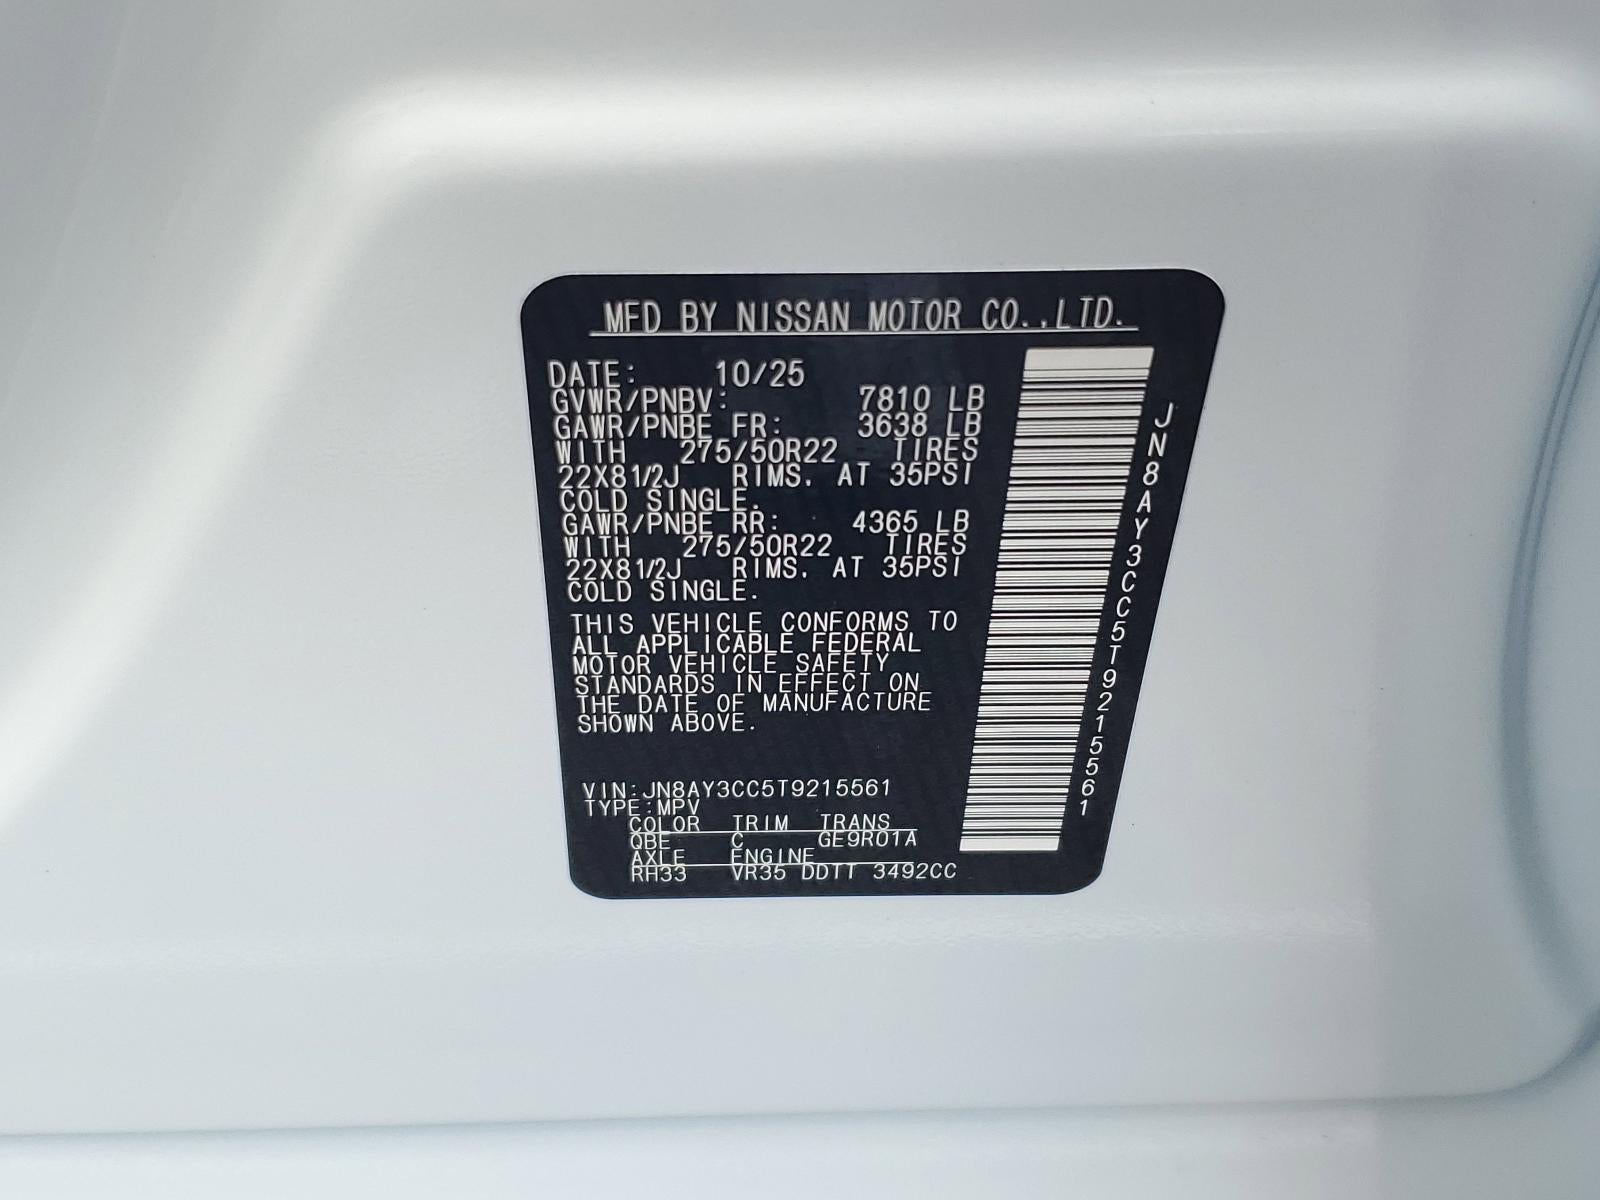 MFD BY NISSAN MOTOR CO.,LTD.
DATE: 10/25
GVWR/PNBV: 7810 LB
GAWR/PNBE FR: 3638 LB
WITH 275/50R22 TIRES
22X81/2J RIMS, AT 35PSI
COLD SINGLE.
GAWR/PNBE RR: 4365 LB
WITH 275/50R22 TIRES
22X81/2J RIMS, AT 35PSI
COLD SINGLE.
THIS VEHICLE CONFORMS TO
ALL APPLICABLE FEDERAL
MOTOR VEHICLE SAFETY
STANDARDS IN EFFECT ON
THE DATE OF MANUFACTURE
SHOWN ABOVE.
VIN:JN8AY3CC5T9215561
TYPE:MPV
COLOR TRIM TRANS
QBE C GE9R01A
AXLE ENGINE
RH33 VR35 DDTT 3492CC
JN8AY3CC5T9215561